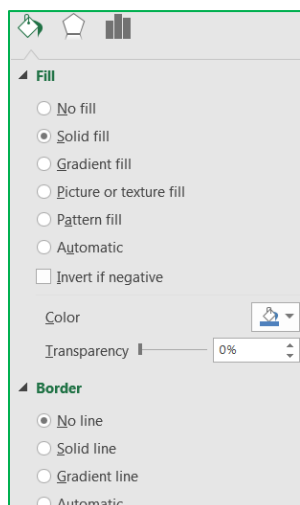 Fill
No fill
Solid fill
Gradient fill
Picture or texture fill
Pattern fill
Automatic
Invert if negative
Color
Transparency 0%
Border
No line
Solid line
Gradient line
Automatic